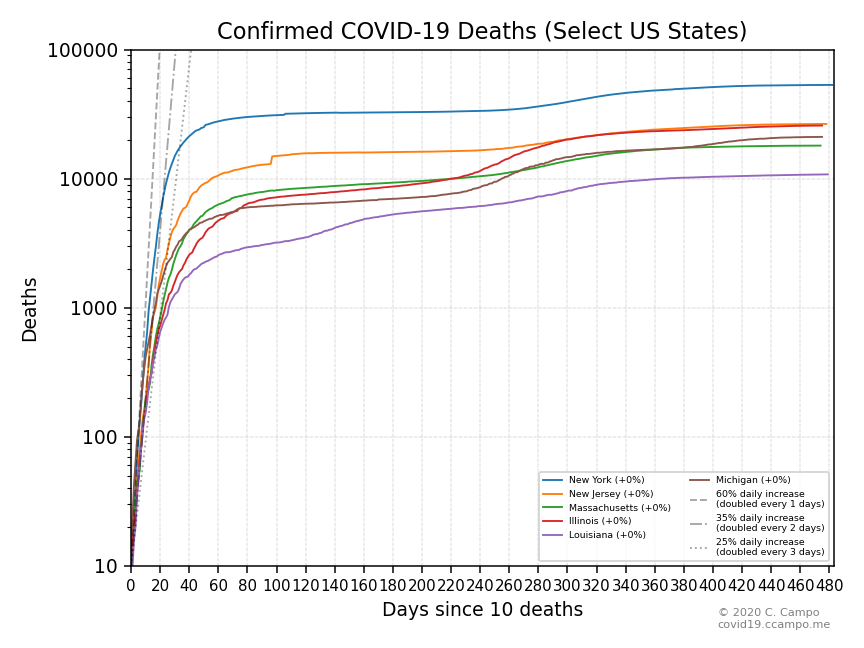 Confirmed COVID-19 Deaths (Select US States)
100000
10000
1000
100
10
Deaths
New York (+0%)
New Jersey (+0%)
Massachusetts (+0%)
Illinois (+0%)
Louisiana (+0%)
Michigan (+0%)
60% daily increase
(doubled every 1 days)
35% daily increase
(doubled every 2 days)
25% daily increase
(doubled every 3 days)
0 20 40 60 80 100 120 140 160 180 200 220 240 260 280 300 320 340 360 380 400 420 440 460 480
Days since 10 deaths
© 2020 C. Campo
covid19.ccampo.me